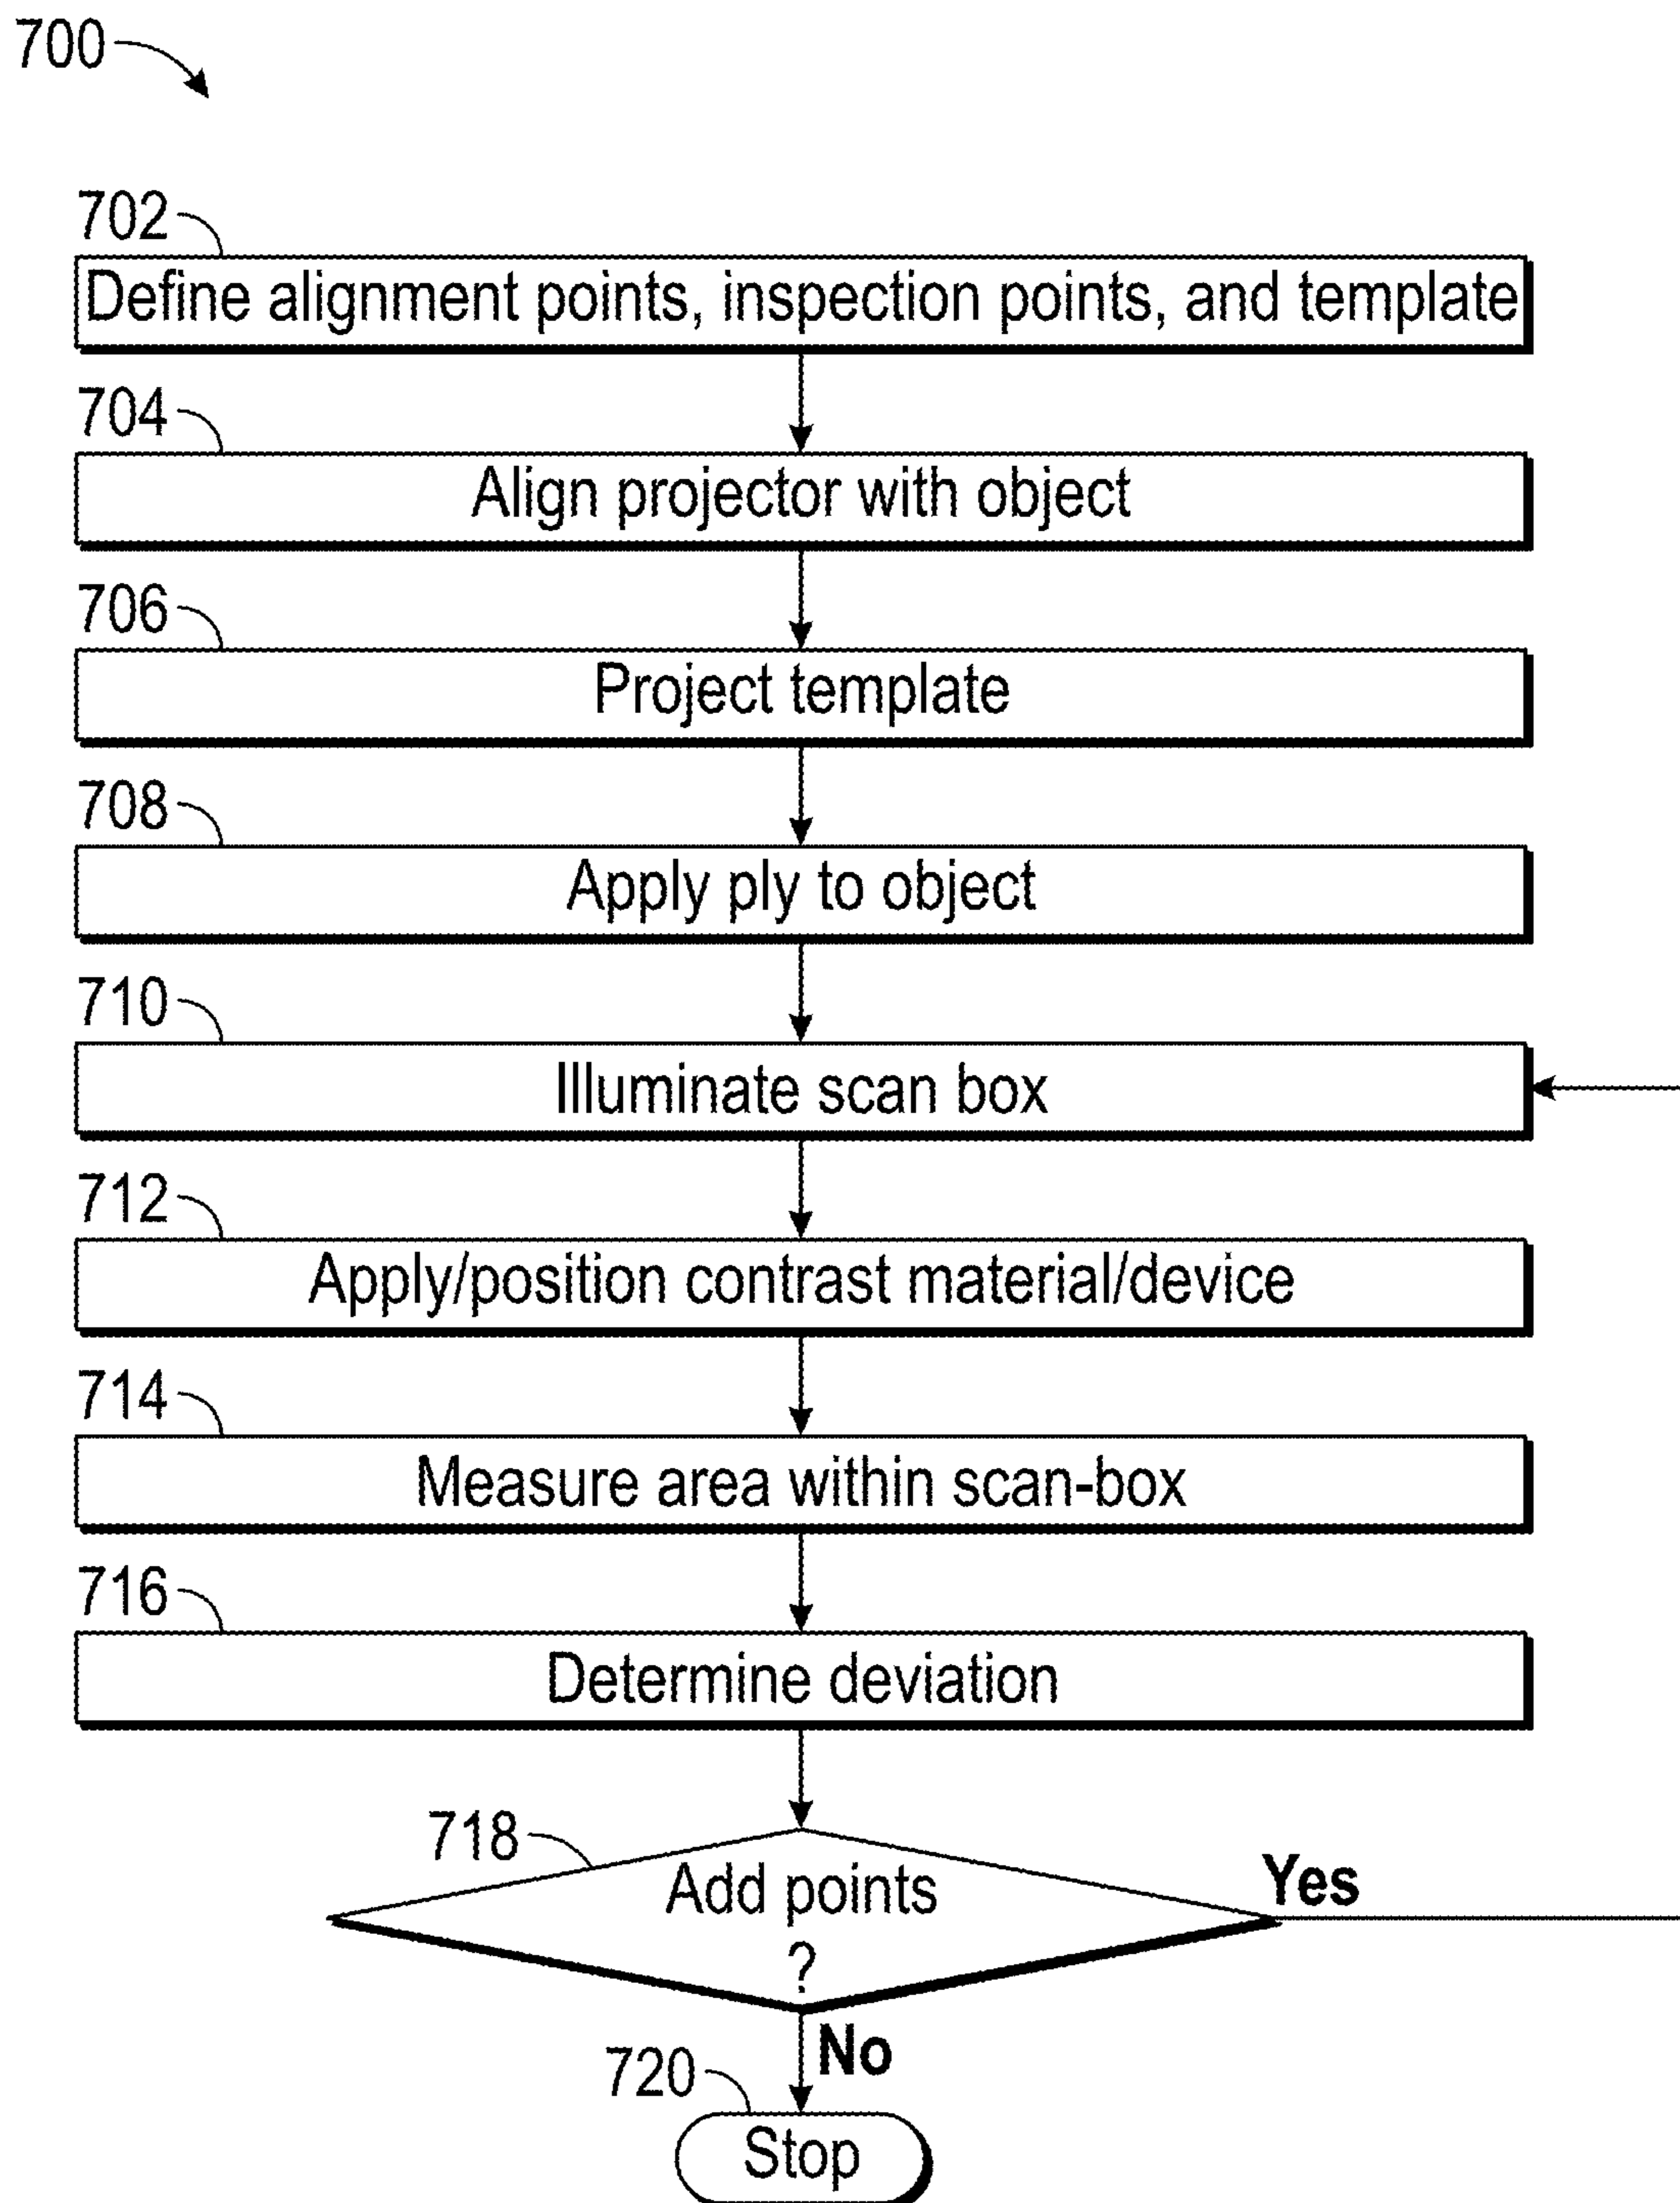 700
702
Define alignment points, inspection points, and template
704
Align projector with object
706
Project template
708
Apply ply to object
710
Illuminate scan box
712
Apply/position contrast material/device
714
Measure area within scan-box
716
Determine deviation
718
Add points
?
Yes
No
720
Stop